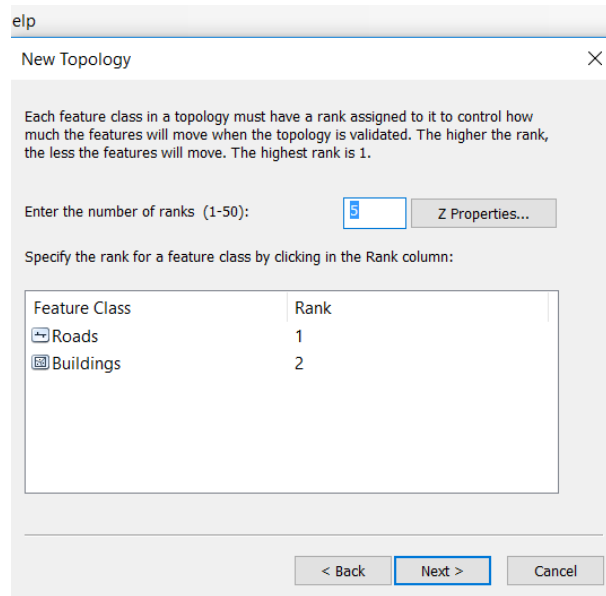 elp
New Topology
Each feature class in a topology must have a rank assigned to it to control how
much the features will move when the topology is validated. The higher the rank,
the less the features will move. The highest rank is 1.
Enter the number of ranks (1-50): 5 Z Properties...
Specify the rank for a feature class by clicking in the Rank column:
Feature Class Rank
Roads 1
Buildings 2
< Back Next > Cancel